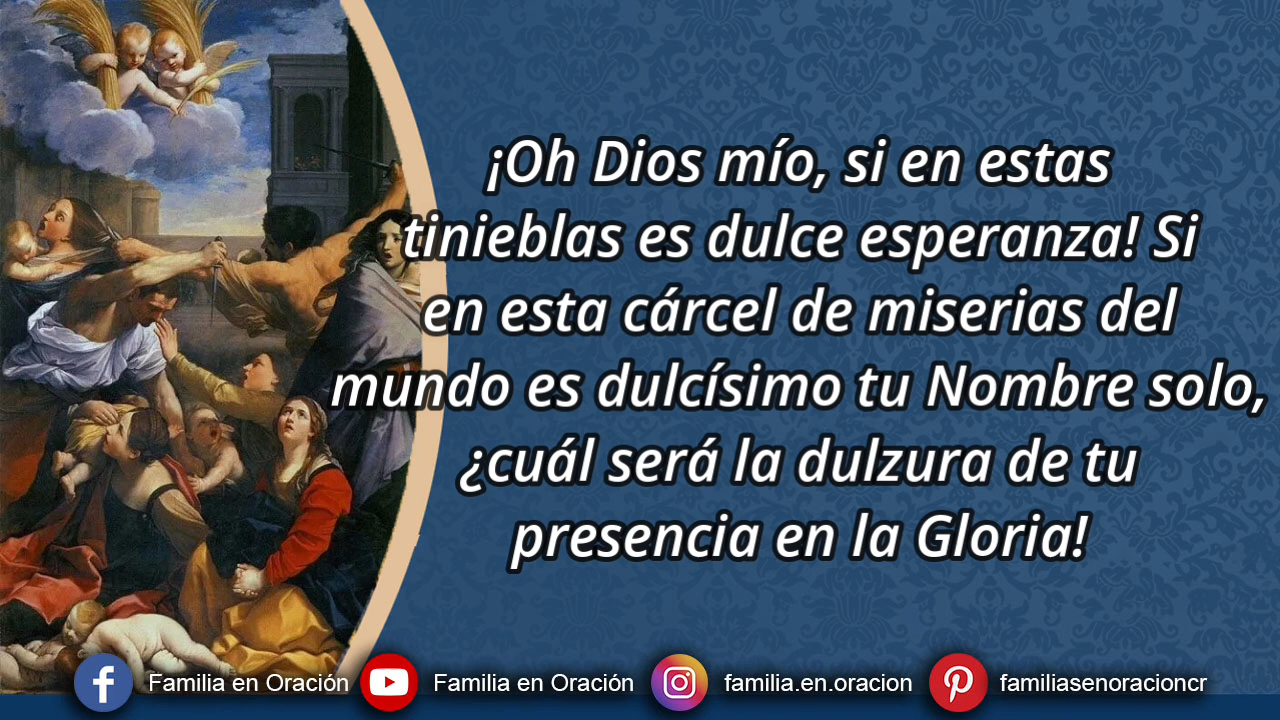 ¡Oh Dios mío, si en estas
tinieblas es dulce esperanza! Si
en esta cárcel de miserias del
mundo es dulcísimo tu Nombre solo,
¿cuál será la dulzura de tu
presencia en la Gloria!
Familia en Oración Familia en Oración familia.en.oracion familiasenoracioncr